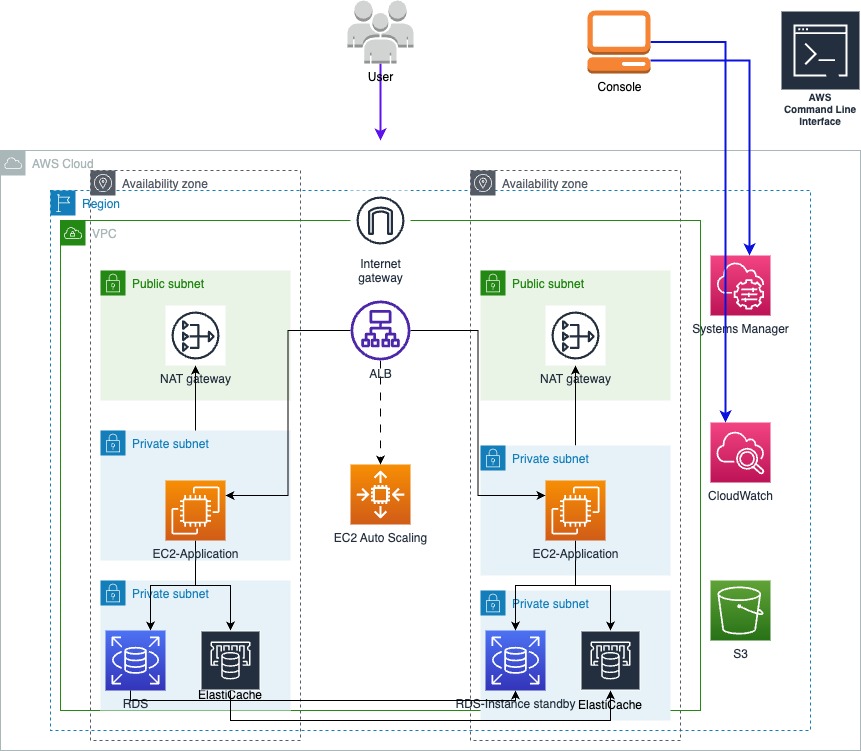 User
Console
AWS
Command Line
Interface
AWS Cloud
Availability zone
Availability zone
Region
VPC
Internet
gateway
Public subnet
Public subnet
Systems Manager
NAT gateway
ALB
NAT gateway
Private subnet
Private subnet
CloudWatch
EC2 Auto Scaling
EC2-Application
EC2-Application
Private subnet
Private subnet
S3
RDS
ElastiCache
RDS-Instance standby
ElastiCache